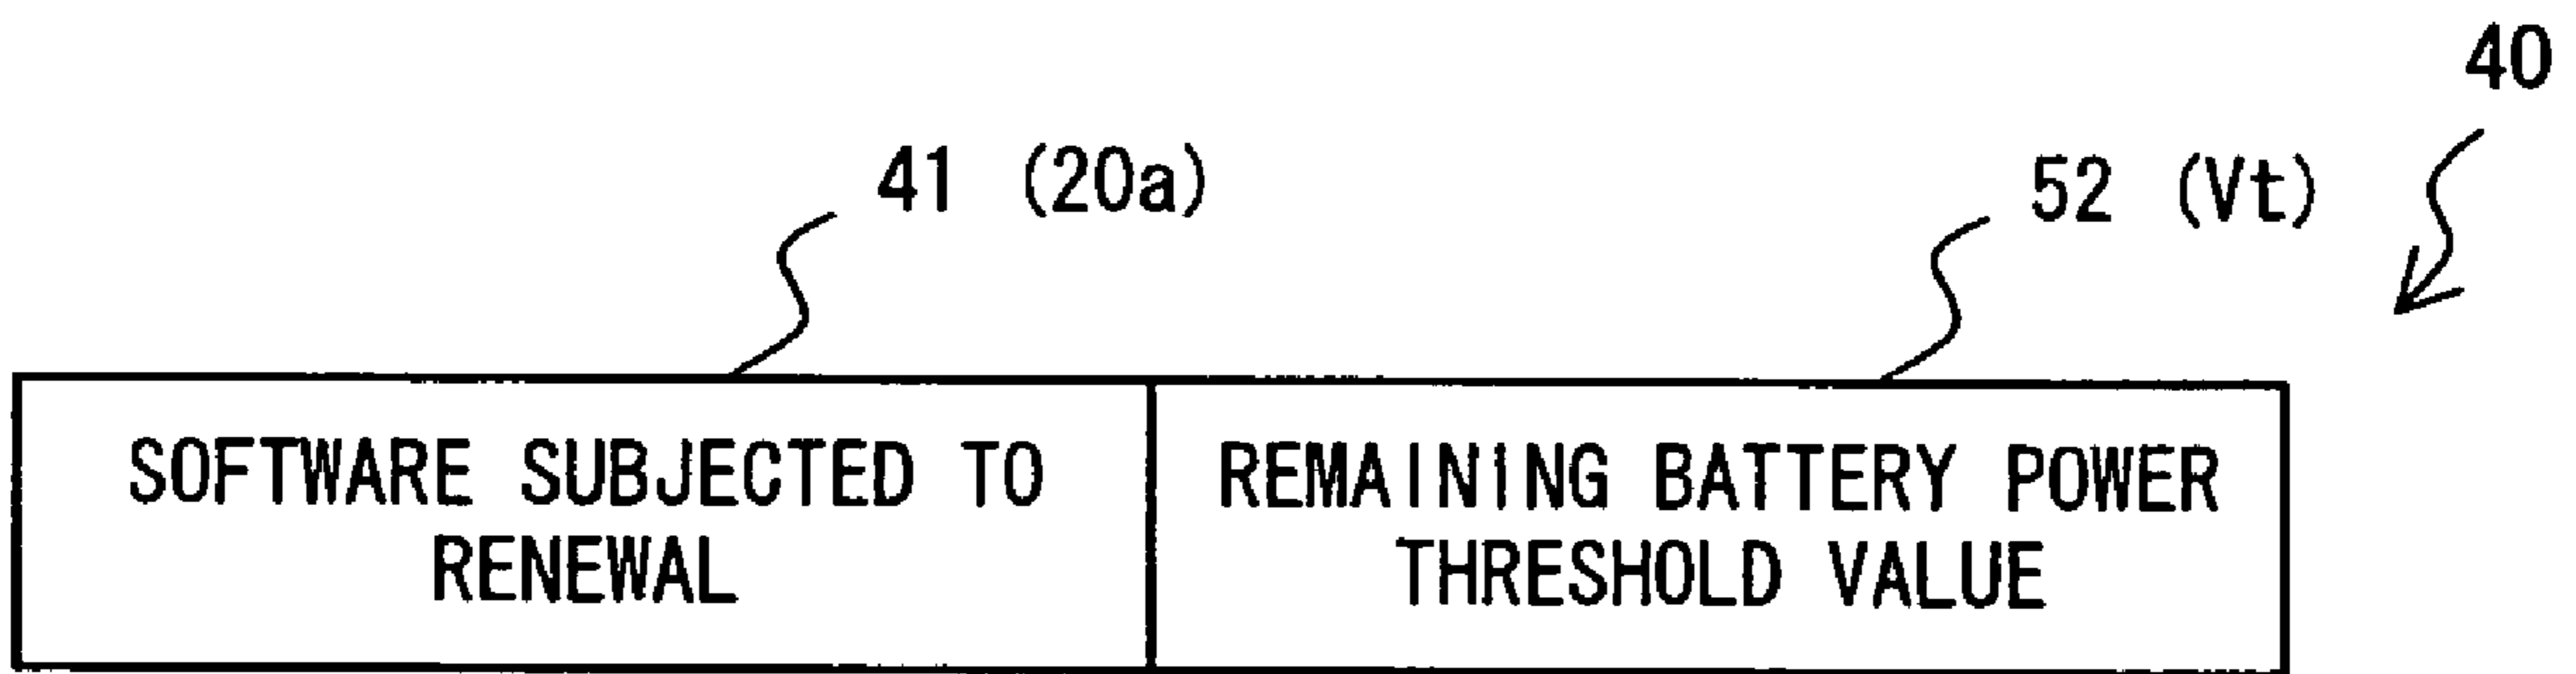 40
41 (20a)
52 (Vt)
SOFTWARE SUBJECTED TO
RENEWAL
REMAINING BATTERY POWER
THRESHOLD VALUE